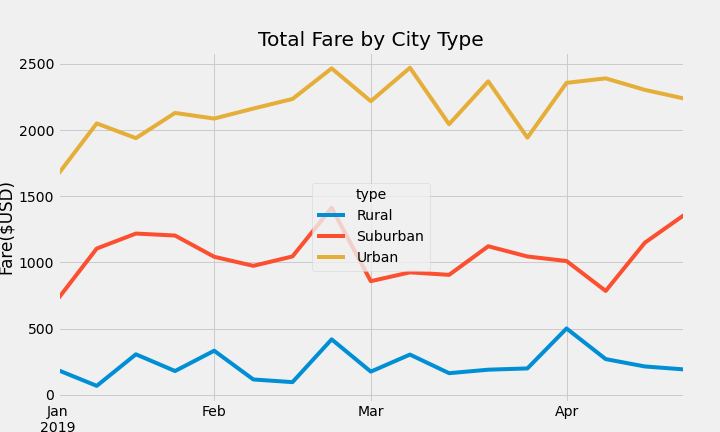 Total Fare by City Type
Fare($USD)
2500
2000
1500
1000
500
0
type
Rural
Suburban
Urban
Jan
2019
Feb
Mar
Apr